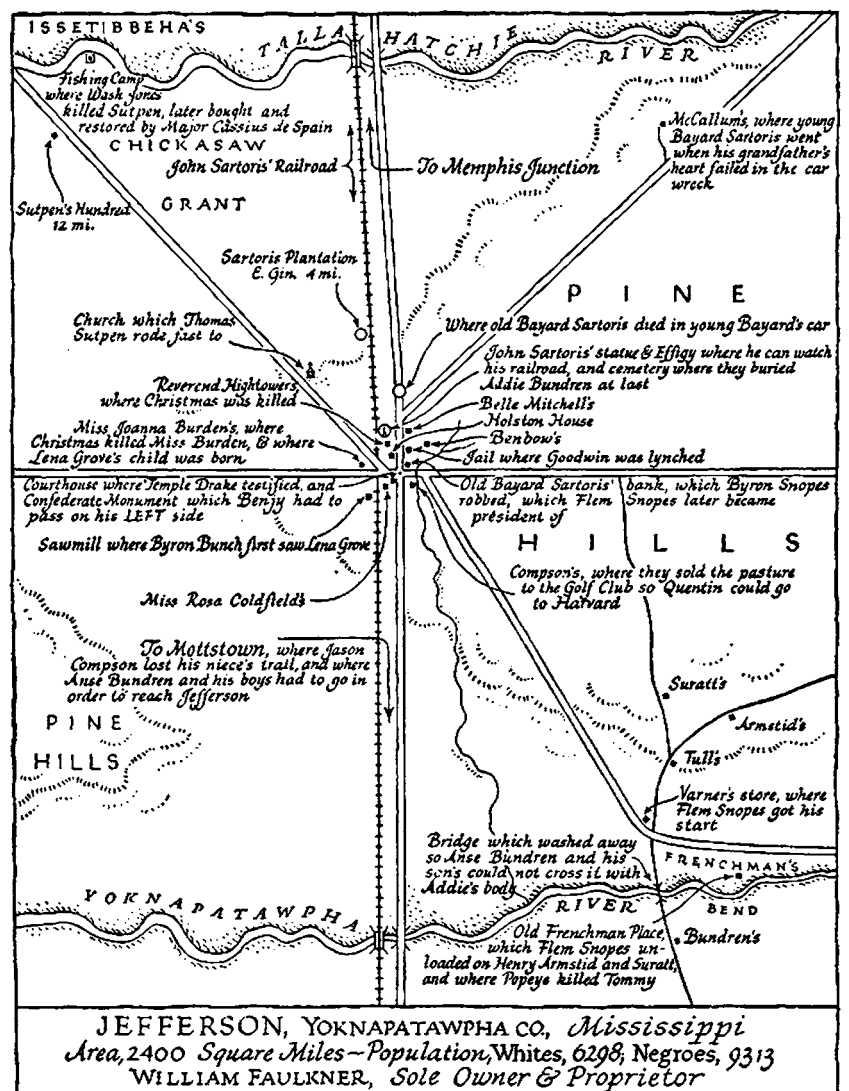 ISSETIBBEHA'S
TALLAHATCHIE RIVER
Fishing Camp
where Wash Jones
killed Sutpen, later bought and
restored by Major Cassius de Spain
CHICKASAW
John Sartoris' Railroad
To Memphis Junction
McCallum's, where young
Bayard Sartoris went
when his grandfather's
heart failed in the car
wreck
Sutpen's Hundred
12 mi.
GRANT
Sartoris Plantation
E. Gin. 4 mi.
PINE
Church which Thomas
Sutpen rode fast to
Where old Bayard Sartoris died in young Bayard's car
John Sartoris' statue & Effigy where he can watch
his railroad, and cemetery where they buried
Addie Bundren at last
Reverend Hightower's,
where Christmas was killed
Belle Mitchell's
Holston House
Benbow's
Jail where Goodwin was lynched
Miss Joanna Burden's, where
Christmas killed Miss Burden, & where
Lena Grove's child was born
Courthouse where Temple Drake testified, and
Confederate Monument which Benjy had to
pass on his LEFT side
Old Bayard Sartoris' bank, which Byron Snopes
robbed, which Flem Snopes later became
president of
Sawmill where Byron Bunch first saw Lena Grove
HILLS
Compson's, where they sold the pasture
to the Golf Club so Quentin could go
to Harvard
Miss Rosa Coldfield's
To Mottstown, where Jason
Compson lost his niece's trail, and where
Anse Bundren and his boys had to go in
order to reach Jefferson
Suratt's
Armstid's
Tull's
PINE
HILLS
Varner's store, where
Flem Snopes got his
start
Bridge which washed away
so Anse Bundren and his
sons could not cross it with
Addie's body
FRENCHMAN'S
BEND
YOKNAPATAWPHA RIVER
Old Frenchman Place,
which Flem Snopes un-
loaded on Henry Armstid and Suratt,
and where Popeye killed Tommy
Bundren's
JEFFERSON, YOKNAPATAWPHA CO., Mississippi
Area, 2400 Square Miles—Population, Whites, 6298; Negroes, 9313
WILLIAM FAULKNER, Sole Owner & Proprietor